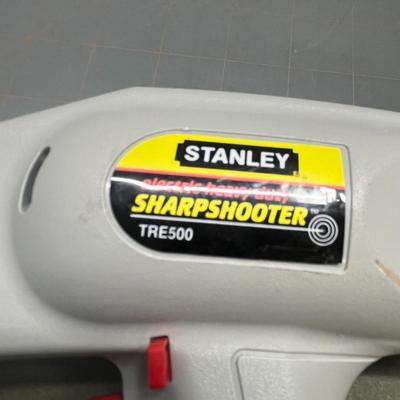 STANLEY
electric heavy duty
SHARPSHOOTER™
TRE500